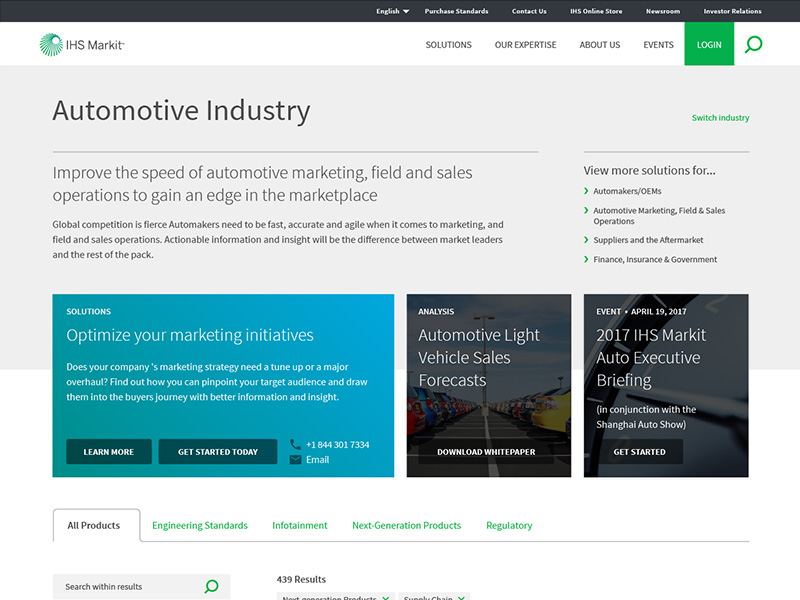 English
Purchase Standards
Contact Us
IHS Online Store
Newsroom
Investor Relations
IHS Markit
SOLUTIONS
OUR EXPERTISE
ABOUT US
EVENTS
LOGIN
Automotive Industry
Switch industry
Improve the speed of automotive marketing, field and sales
operations to gain an edge in the marketplace
Global competition is fierce Automakers need to be fast, accurate and agile when it comes to marketing, and
field and sales operations. Actionable information and insight will be the difference between market leaders
and the rest of the pack.
View more solutions for...
Automakers/OEMs
Automotive Marketing, Field & Sales
Operations
Suppliers and the Aftermarket
Finance, Insurance & Government
SOLUTIONS
Optimize your marketing initiatives
Does your company 's marketing strategy need a tune up or a major
overhaul? Find out how you can pinpoint your target audience and draw
them into the buyers journey with better information and insight.
LEARN MORE
GET STARTED TODAY
+1 844 301 7334
Email
ANALYSIS
Automotive Light
Vehicle Sales
Forecasts
DOWNLOAD WHITEPAPER
EVENT • APRIL 19, 2017
2017 IHS Markit
Auto Executive
Briefing
(in conjunction with the
Shanghai Auto Show)
GET STARTED
All Products
Engineering Standards
Infotainment
Next-Generation Products
Regulatory
Search within results
439 Results
Next-generation Products
Supply Chain